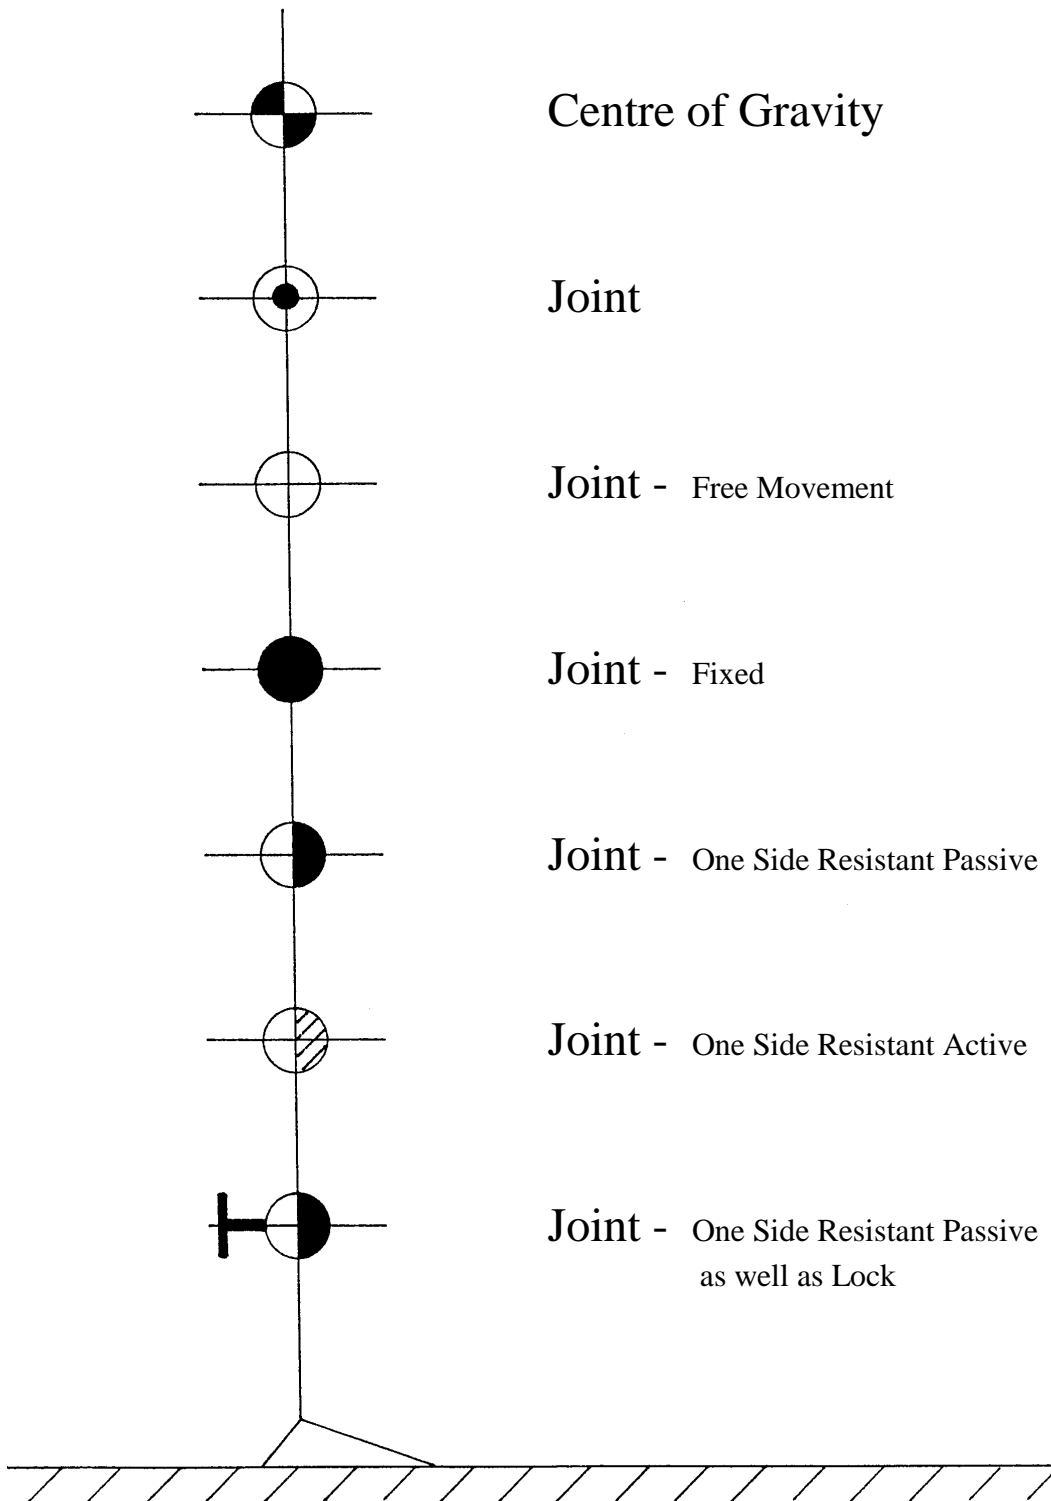 Centre of Gravity
Joint
Joint - Free Movement
Joint - Fixed
Joint - One Side Resistant Passive
Joint - One Side Resistant Active
Joint - One Side Resistant Passive
as well as Lock